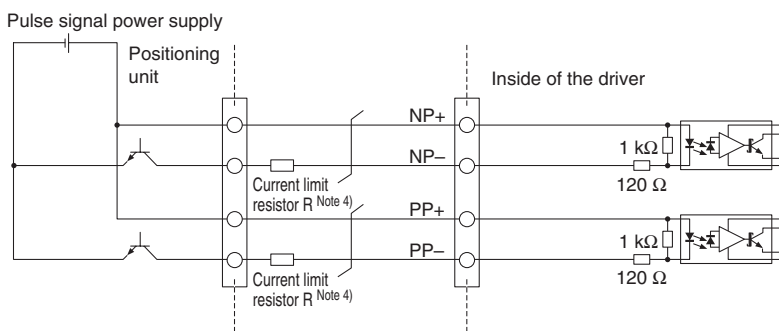 Pulse signal power supply
Positioning
unit
Inside of the driver
NP+
NP−
1 kΩ
120 Ω
Current limit
resistor R Note 4)
PP+
PP−
1 kΩ
120 Ω
Current limit
resistor R Note 4)